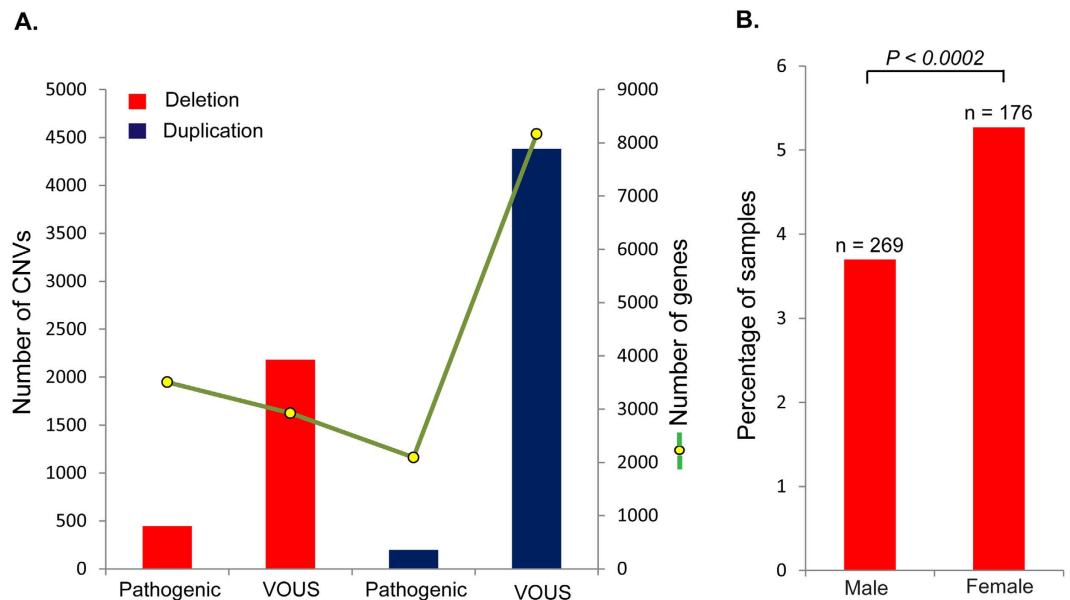 A.
Number of CNVs
5000
4500
4000
3500
3000
2500
2000
1500
1000
500
0
Deletion
Duplication
Pathogenic
VOUS
Pathogenic
VOUS
9000
8000
7000
6000
5000
4000
3000
2000
1000
0
Number of genes
B.
Percentage of samples
6
5
4
3
2
1
0
P < 0.0002
n = 269
n = 176
Male
Female